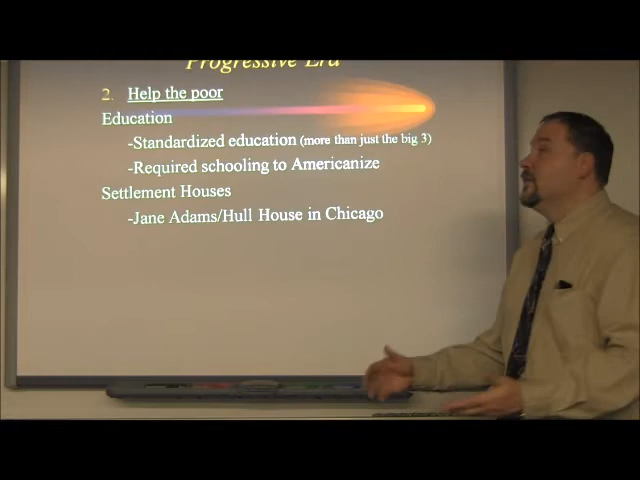 Progressive Era
2. Help the poor
Education
-Standardized education (more than just the big 3)
-Required schooling to Americanize
Settlement Houses
-Jane Adams/Hull House in Chicago